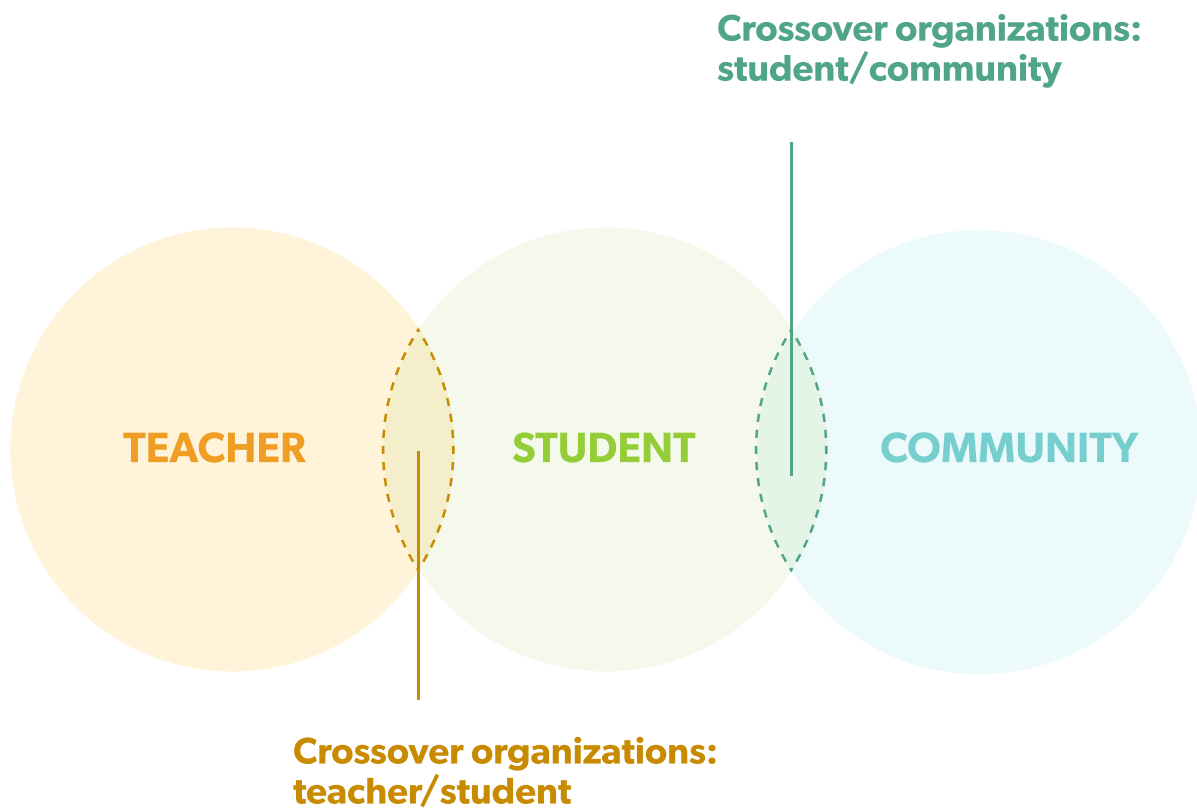 Crossover organizations:
student/community
TEACHER
STUDENT
COMMUNITY
Crossover organizations:
teacher/student